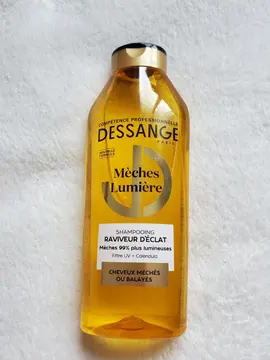 COMPÉTENCE PROFESSIONNELLE
DESSANGE
PARIS
Mèches
Lumière
SHAMPOOING
RAVIVEUR D'ÉCLAT
Mèches 99% plus lumineuses
Filtre UV + Calendula
CHEVEUX MÉCHÉS
OU BALAYÉS